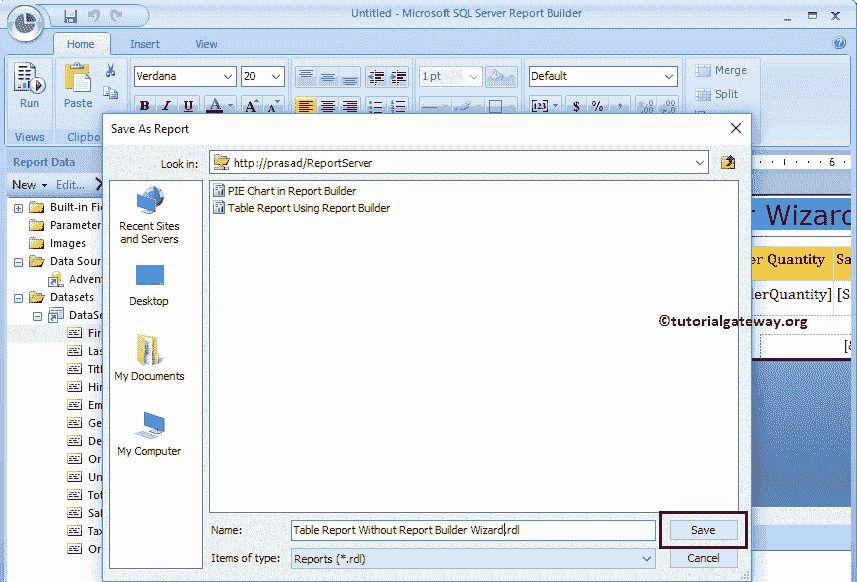 Untitled - Microsoft SQL Server Report Builder
Home Insert View
Run
Paste
Verdana 20
1 pt
Default
Merge
Split
B I U A A A
[123] $ % ,
Views Clipbo
Save As Report
Report Data
New Edit...
Built-in Fi
Parameter
Images
Data Sour
Adven
Datasets
DataSe
Fir
Las
Titl
Hir
Em
Ge
De
Or
Un
Tot
Sal
Tax
Or
Look in: http://prasad/ReportServer
Recent Sites
and Servers
Desktop
My Documents
My Computer
PIE Chart in Report Builder
Table Report Using Report Builder
6
r Wizard
er Quantity Sa
lerQuantity] [S
©tutorialgateway.org
Name: Table Report Without Report Builder Wizard.rdl
Save
Items of type: Reports (*.rdl)
Cancel